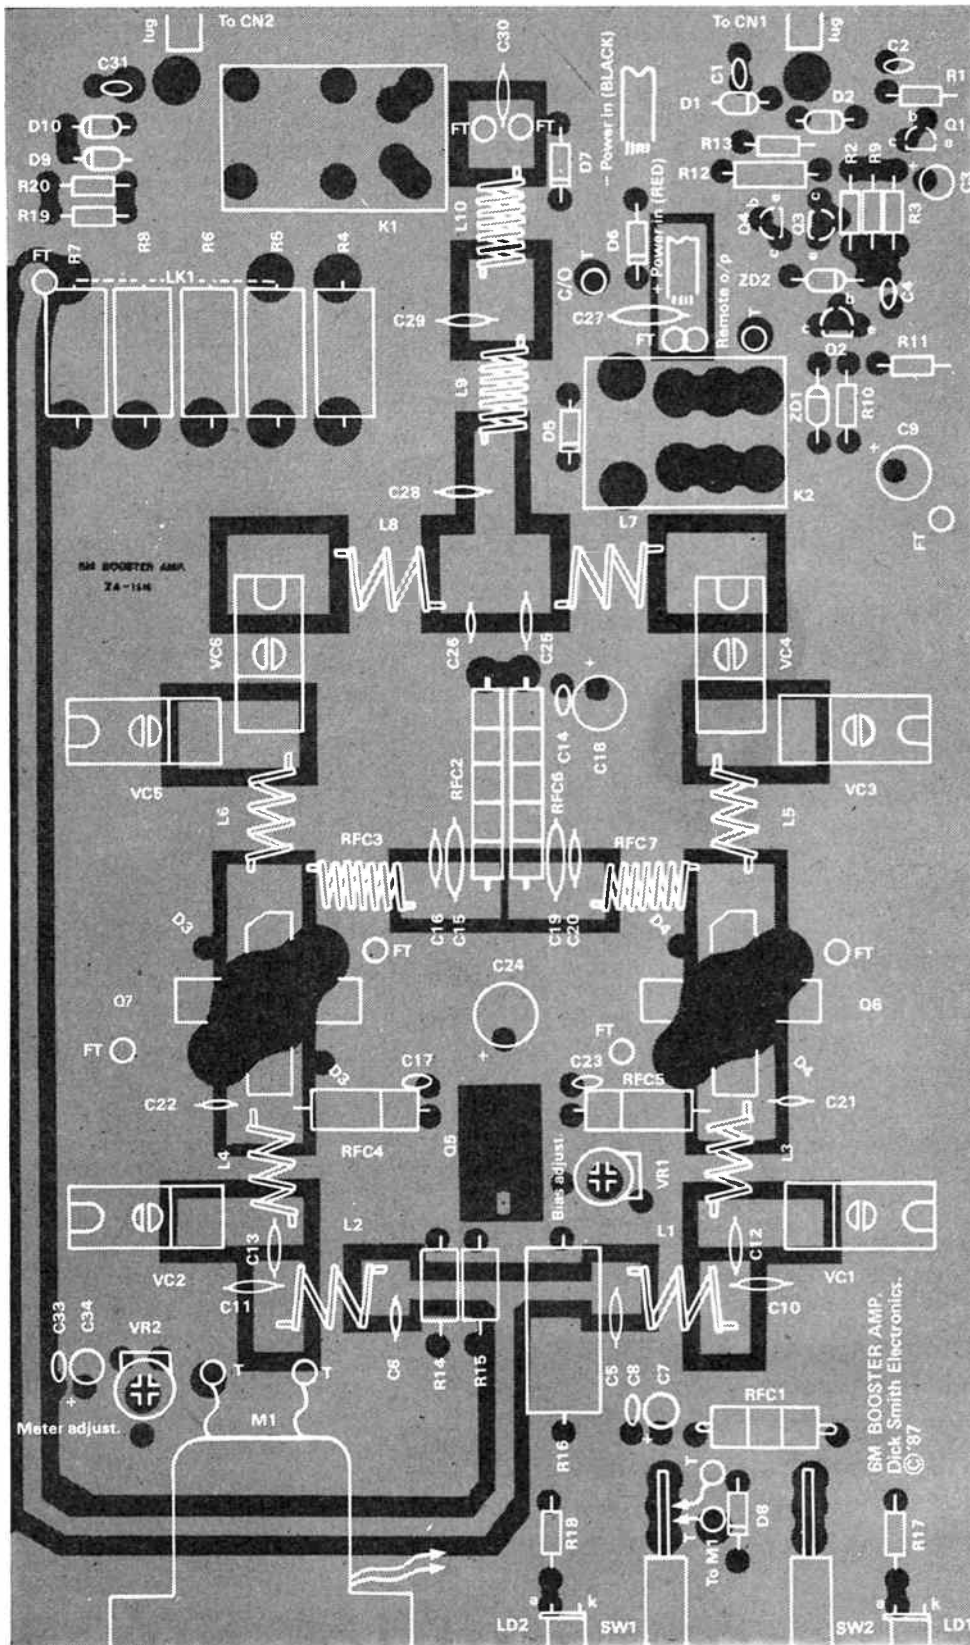 lug
To CN2
C30
To CN1
lug
C2
C31
FT
FT
– Power in (BLACK)
C1
D1
D2
R1
b
Q1
c
e
D10
D9
R20
R19
D7
R13
R12
R2
R9
R3
+
C3
K1
L10
D6
+ Power in (RED)
b
e
Q4
c
c
Q3
b
e
FT
R7
R8
R6
R5
R4
LK1
C/O
T
ZD2
C4
C29
C27
FT
Remote o/p
T
b
c
e
Q2
R11
L9
D5
ZD1
R10
+
C9
K2
C28
L8
L7
FT
6M BOOSTER AMP.
ZA-1616
VC6
C26
C25
+
VC4
C14
C18
VC5
RFC2
RFC6
VC3
L6
L5
RFC3
RFC7
C16
C15
C19
C20
D3
D4
FT
FT
Q7
C24
Q6
FT
FT
+
D3
C17
C23
D4
C22
RFC5
C21
RFC4
Q5
L4
L3
Bias adjust.
VR1
L2
L1
C13
C12
VC2
VC1
C11
C10
C33
C34
VR2
C6
R14
R15
C5
C8
C7
6M BOOSTER AMP.
Dick Smith Electronics.
© '87
T
T
RFC1
+
Meter adjust.
M1
R16
+
T
R18
T
To M1
D8
R17
a
k
a
k
LD2
SW1
SW2
LD1